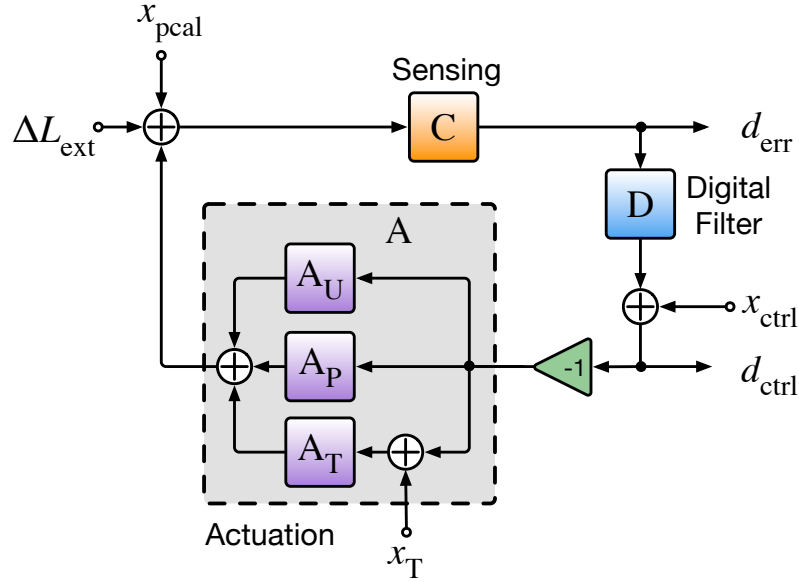 x_pcal
Sensing
ΔL_ext
C
d_err
D
Digital
Filter
A
A_U
x_ctrl
A_P
-1
d_ctrl
A_T
Actuation
x_T